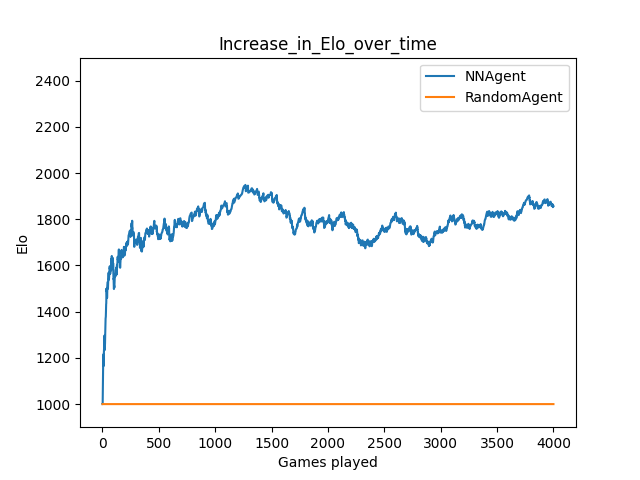 Increase_in_Elo_over_time
NNAgent
RandomAgent
2400
2200
2000
1800
1600
1400
1200
1000
Elo
0 500 1000 1500 2000 2500 3000 3500 4000
Games played